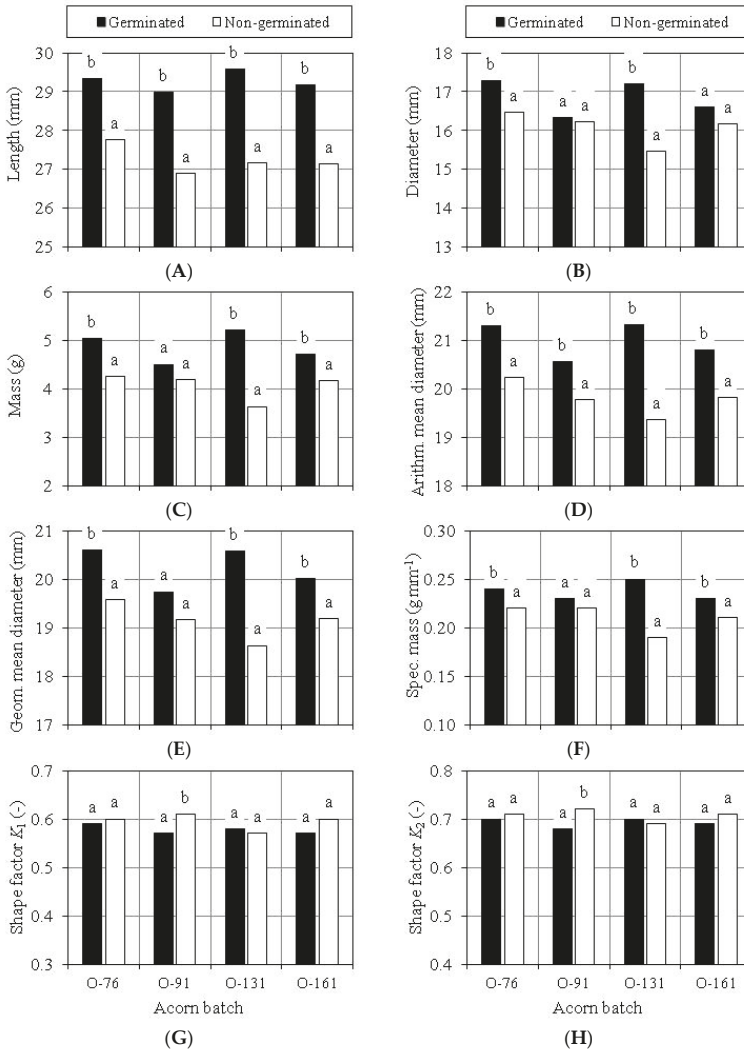 Germinated Non-germinated
Length (mm)
30
29
28
27
26
25
b a b a b a b a
(A)
Germinated Non-germinated
Diameter (mm)
18
17
16
15
14
13
b a a a b a a a
(B)
Mass (g)
6
5
4
3
2
b a a a b a b a
(C)
Arithm. mean diameter (mm)
22
21
20
19
18
b a b a b a b a
(D)
Geom. mean diameter (mm)
21
20
19
18
17
b a a a b a b a
(E)
Spec. mass (g mm-1)
0.30
0.25
0.20
0.15
0.10
b a a a b a b a
(F)
Shape factor K1 (-)
0.7
0.6
0.5
0.4
0.3
a a a b a a a a
O-76 O-91 O-131 O-161
Acorn batch
(G)
Shape factor K2 (-)
0.8
0.7
0.6
0.5
0.4
a a a b a a a a
O-76 O-91 O-131 O-161
Acorn batch
(H)